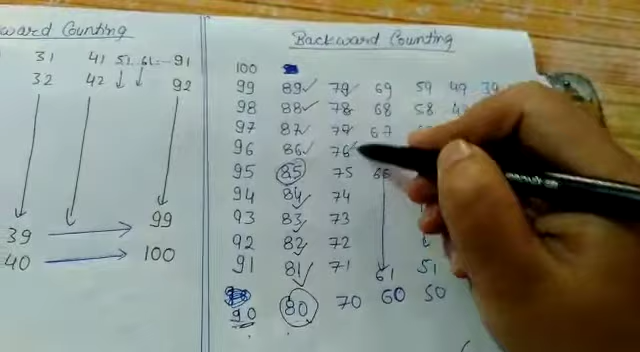 ward Counting
31 41 51 61 91
32 42 92
39 99
40 100
Backward Counting
100
99 89 79 69 59 49 39
98 88 78 68 58
97 87 77 67
96 86 76
95 85 75
94 84 74
93 83 73
92 82 72
91 81 71 61 51
90 80 70 60 50